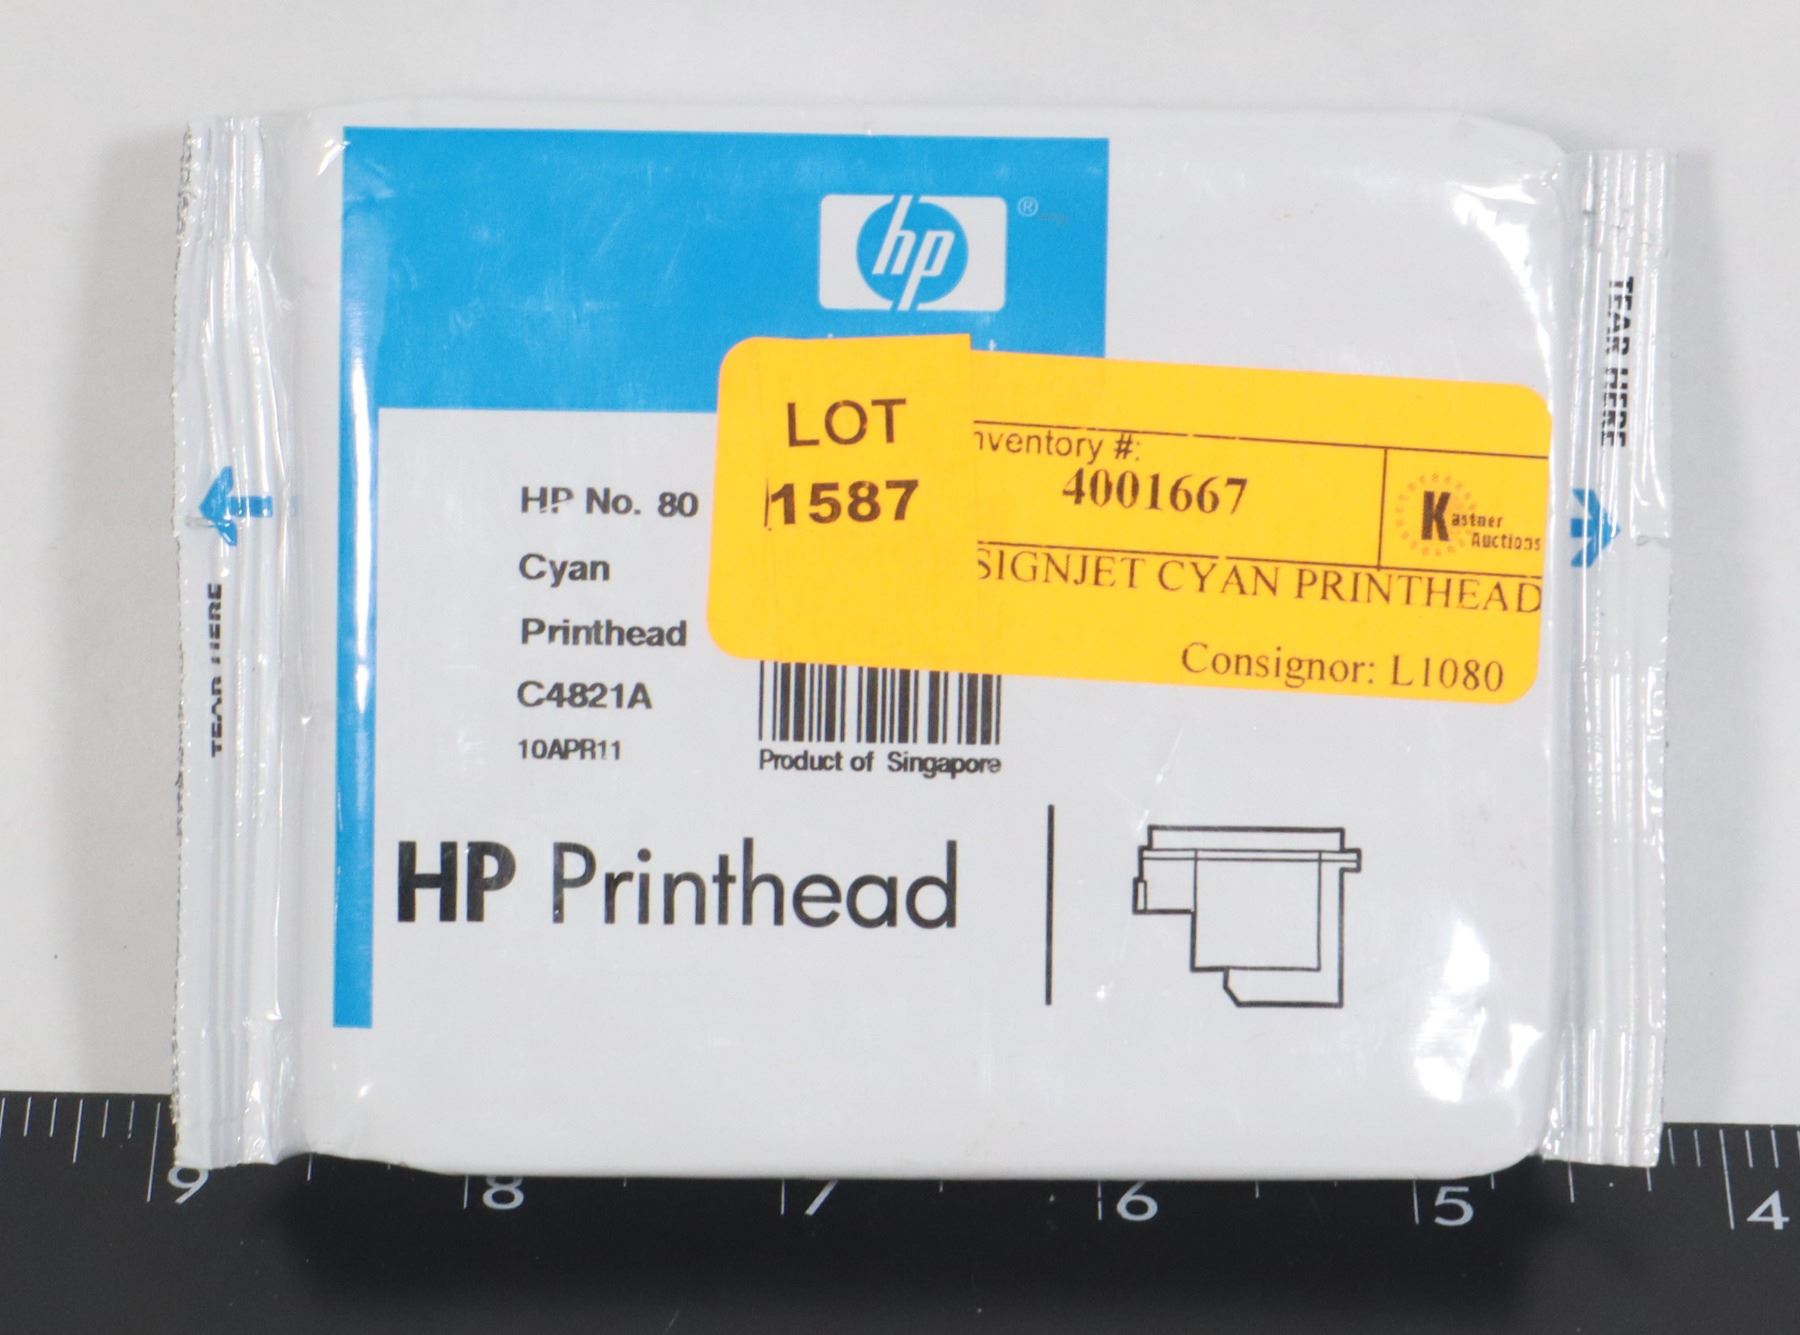 hp®
LOT
1587
nventory #:
4001667
Kastner
Auctions
SIGNJET CYAN PRINTHEAD
Consignor: L1080
HP No. 80
Cyan
Printhead
C4821A
10APR11
Product of Singapore
HP Printhead
TEAR HERE
TEAR HERE
9 8 7 6 5 4